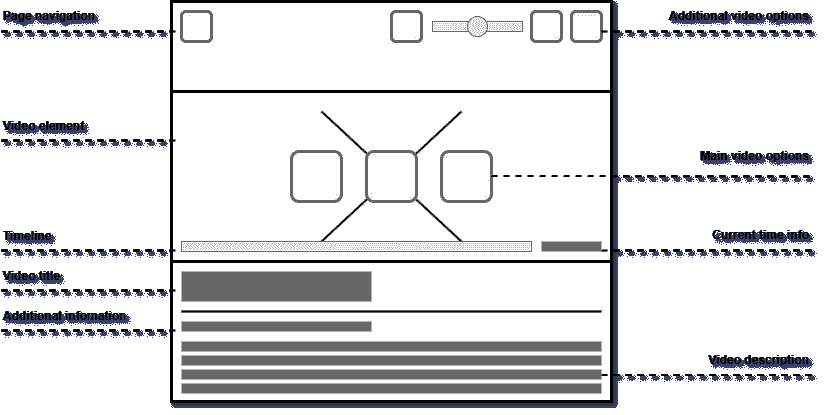 Page navigation
Additional video options
Video element
Main video options
Timeline
Current time info
Video title
Additional infomation
Video description